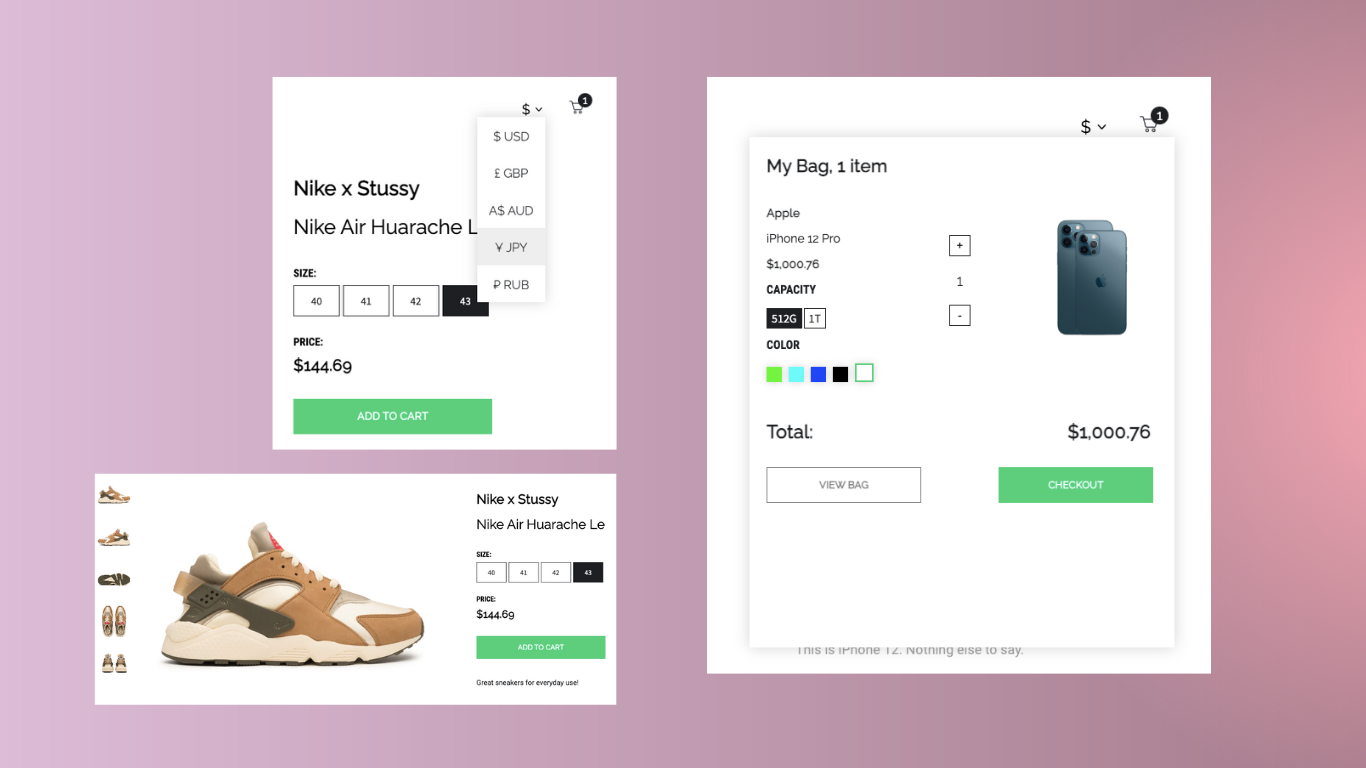 $
1
$ USD
£ GBP
A$ AUD
¥ JPY
₽ RUB
Nike x Stussy
Nike Air Huarache L
SIZE:
40 41 42 43
PRICE:
$144.69
ADD TO CART
Nike x Stussy
Nike Air Huarache Le
SIZE:
40 41 42 43
PRICE:
$144.69
ADD TO CART
Great sneakers for everyday use!
$
1
My Bag, 1 item
Apple
iPhone 12 Pro
$1,000.76
CAPACITY
512G 1T
COLOR
+
1
-
Total: $1,000.76
VIEW BAG CHECKOUT
This is iPhone 12. Nothing else to say.